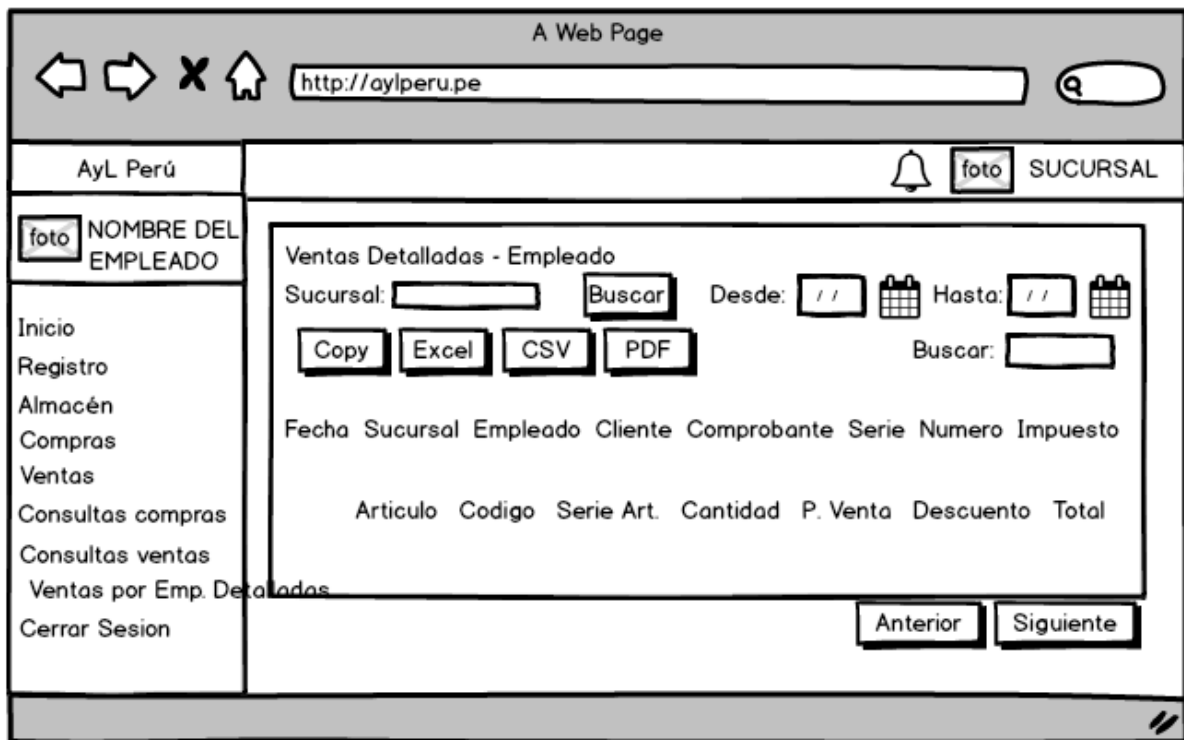 A Web Page
http://aylperu.pe
AyL Perú
foto SUCURSAL
foto NOMBRE DEL
EMPLEADO
Inicio
Registro
Almacén
Compras
Ventas
Consultas compras
Consultas ventas
Ventas por Emp. Detalladas
Cerrar Sesion
Ventas Detalladas - Empleado
Sucursal: Buscar Desde: / / Hasta: / /
Copy Excel CSV PDF Buscar:
Fecha Sucursal Empleado Cliente Comprobante Serie Numero Impuesto
Articulo Codigo Serie Art. Cantidad P. Venta Descuento Total
Anterior Siguiente